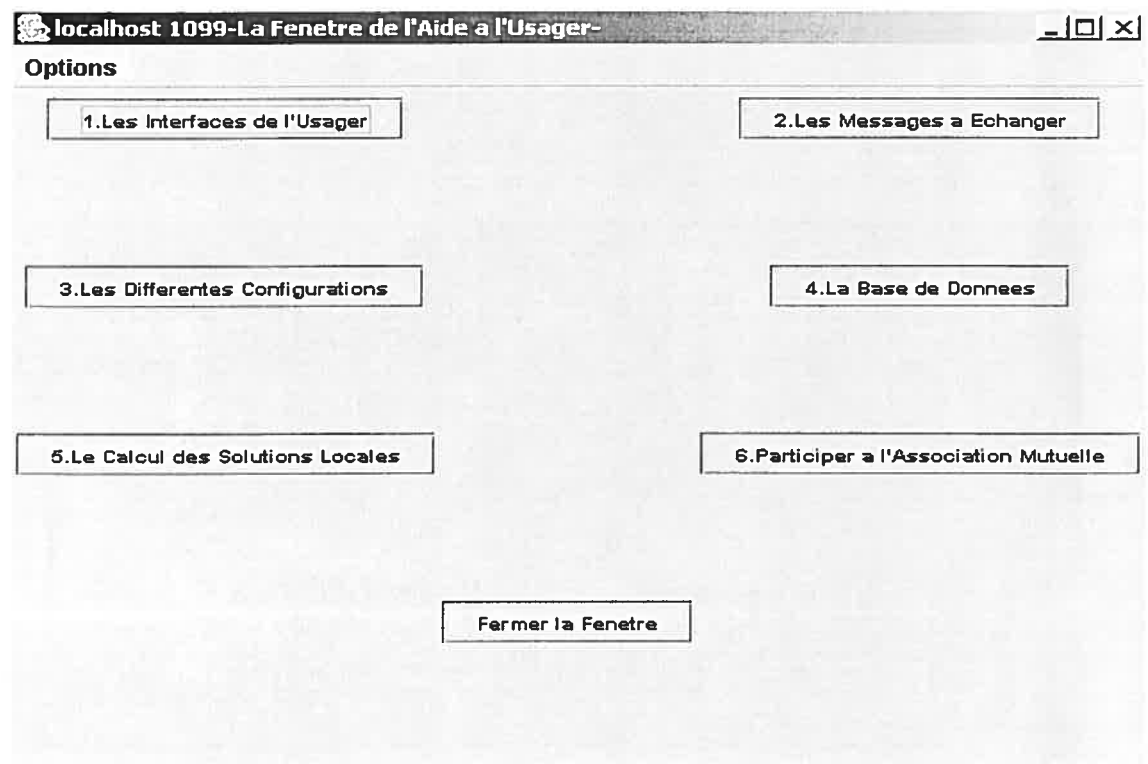 localhost 1099-La Fenetre de l'Aide a l'Usager-
Options
1.Les Interfaces de l'Usager
2.Les Messages a Echanger
3.Les Differentes Configurations
4.La Base de Donnees
5.Le Calcul des Solutions Locales
6.Participer a l'Association Mutuelle
Fermer la Fenetre